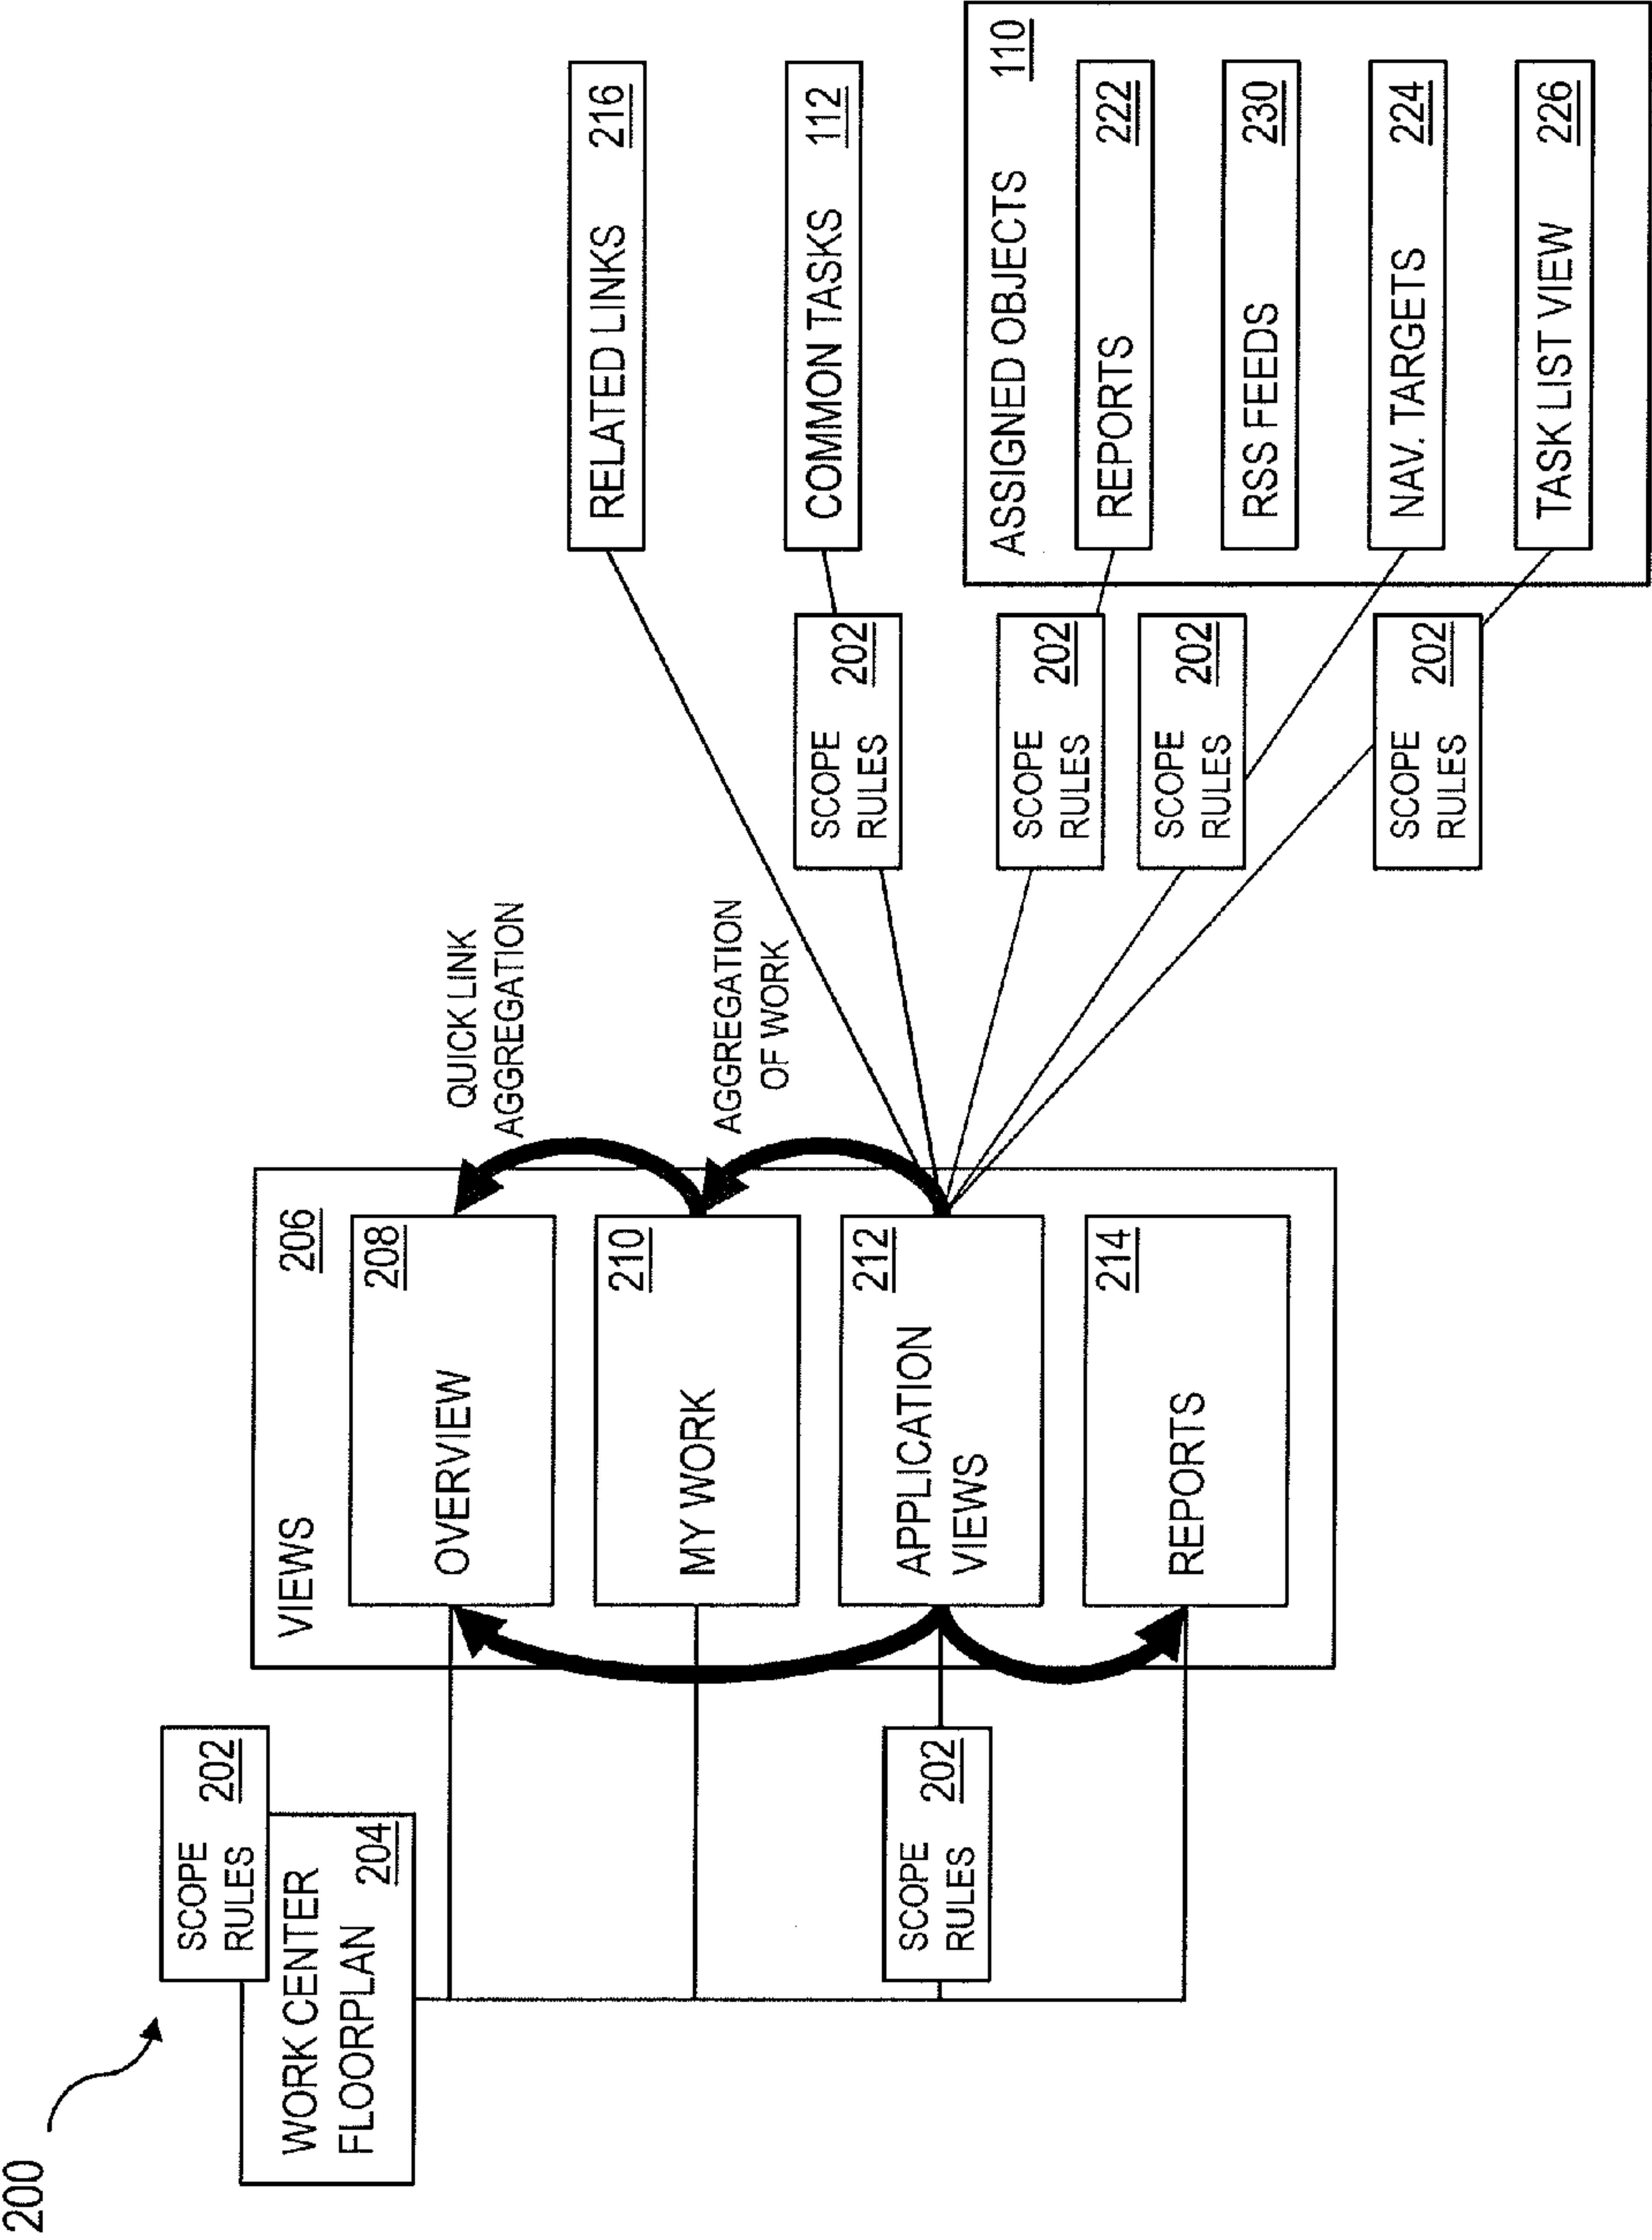 200
SCOPE
RULES 202
WORK CENTER
FLOORPLAN 204
VIEWS 206
OVERVIEW 208
MY WORK 210
APPLICATION
VIEWS 212
REPORTS 214
SCOPE
RULES 202
QUICK LINK
AGGREGATION
AGGREGATION
OF WORK
RELATED LINKS 216
SCOPE
RULES 202
COMMON TASKS 112
ASSIGNED OBJECTS 110
SCOPE
RULES 202
REPORTS 222
RSS FEEDS 230
SCOPE
RULES 202
NAV. TARGETS 224
SCOPE
RULES 202
TASK LIST VIEW 226